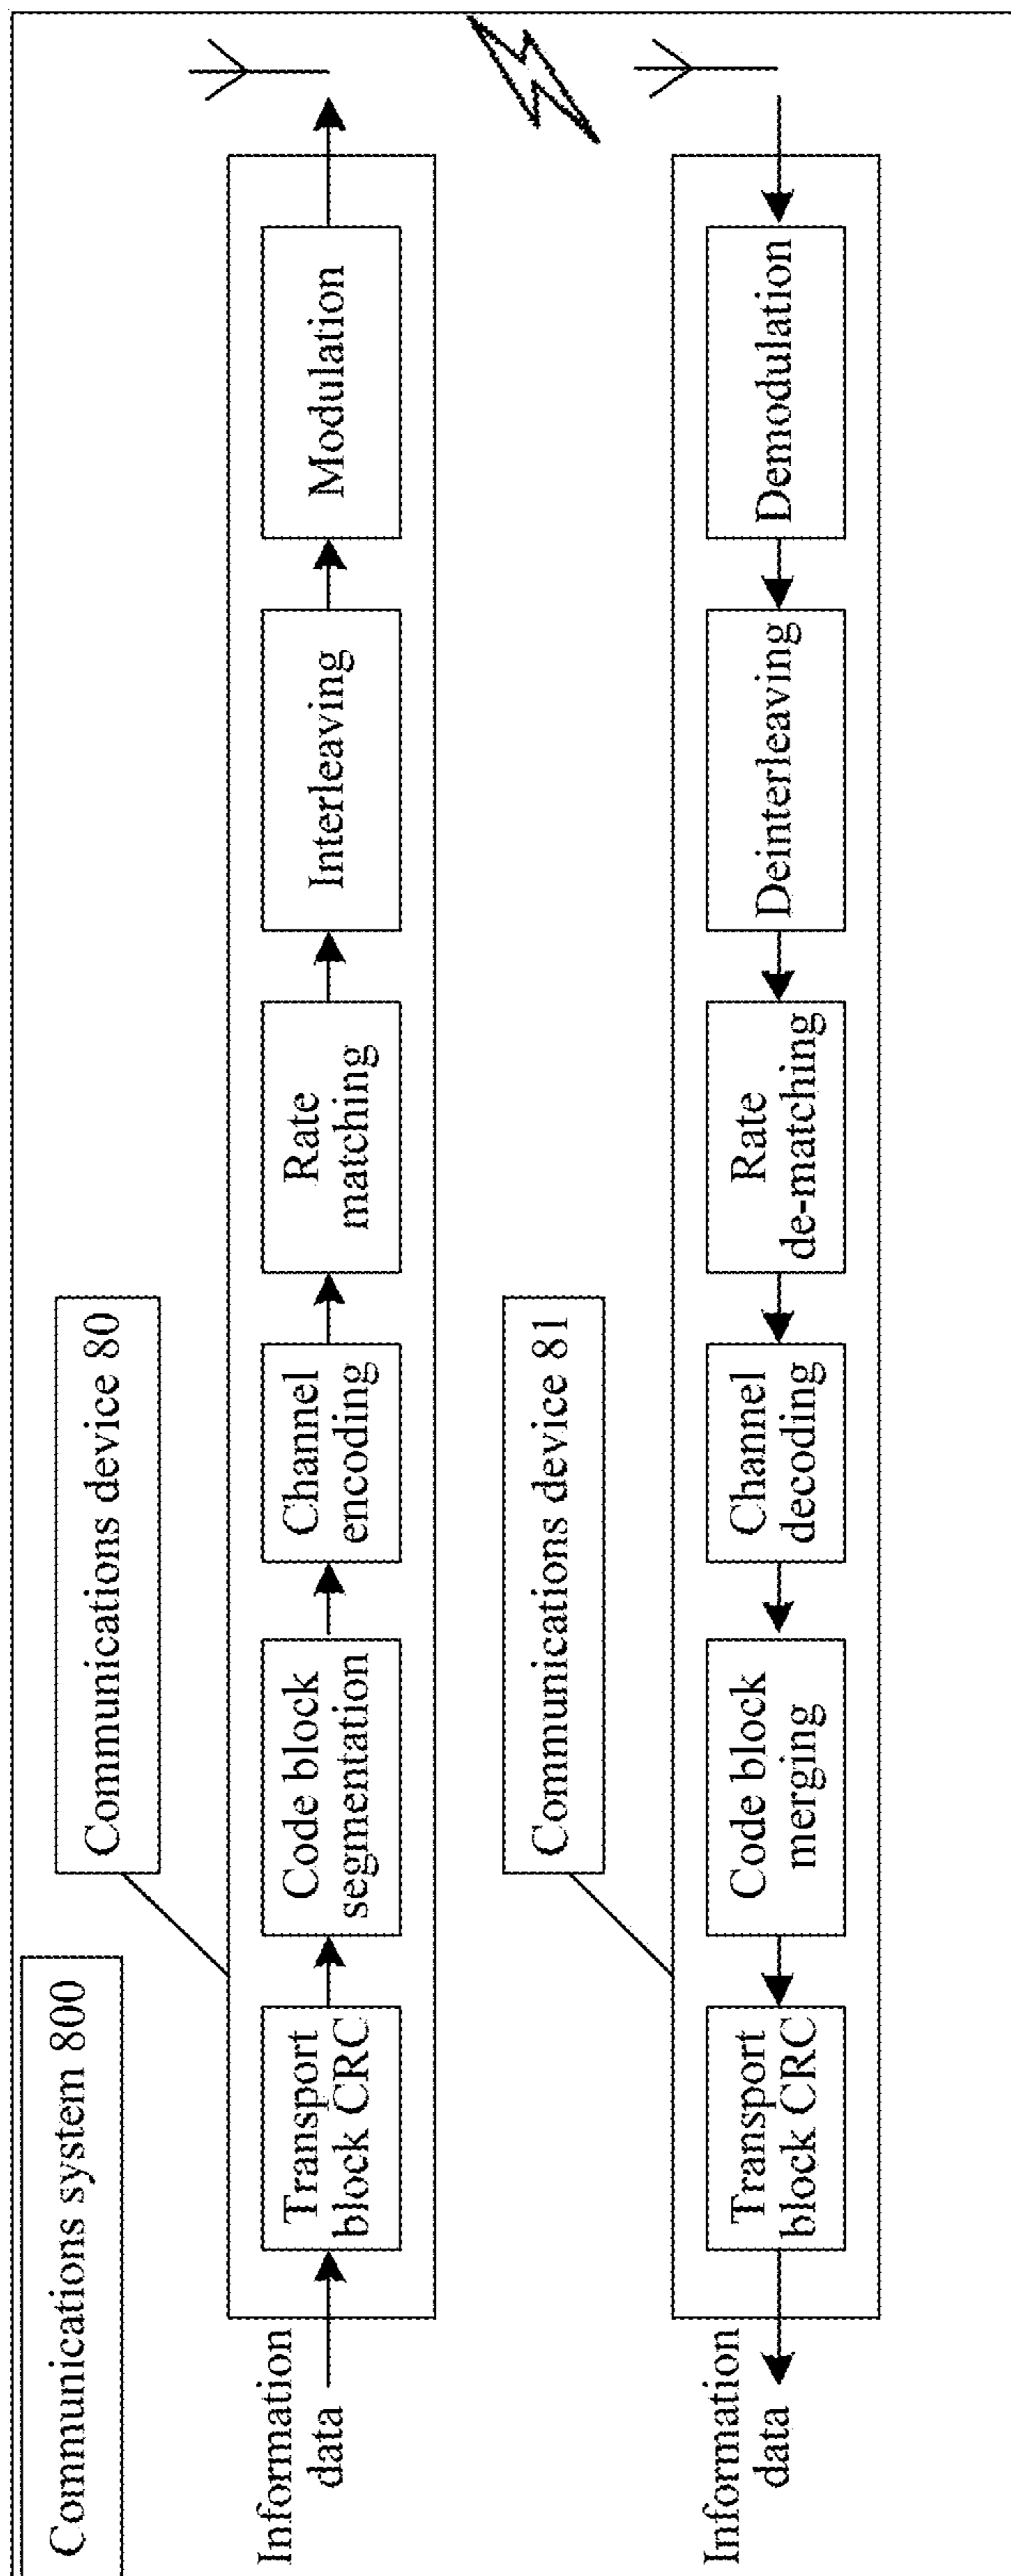 Communications system 800
Communications device 80
Information
data
Transport
block CRC
Code block
segmentation
Channel
encoding
Rate
matching
Interleaving
Modulation
Communications device 81
Information
data
Transport
block CRC
Code block
merging
Channel
decoding
Rate
de-matching
Deinterleaving
Demodulation